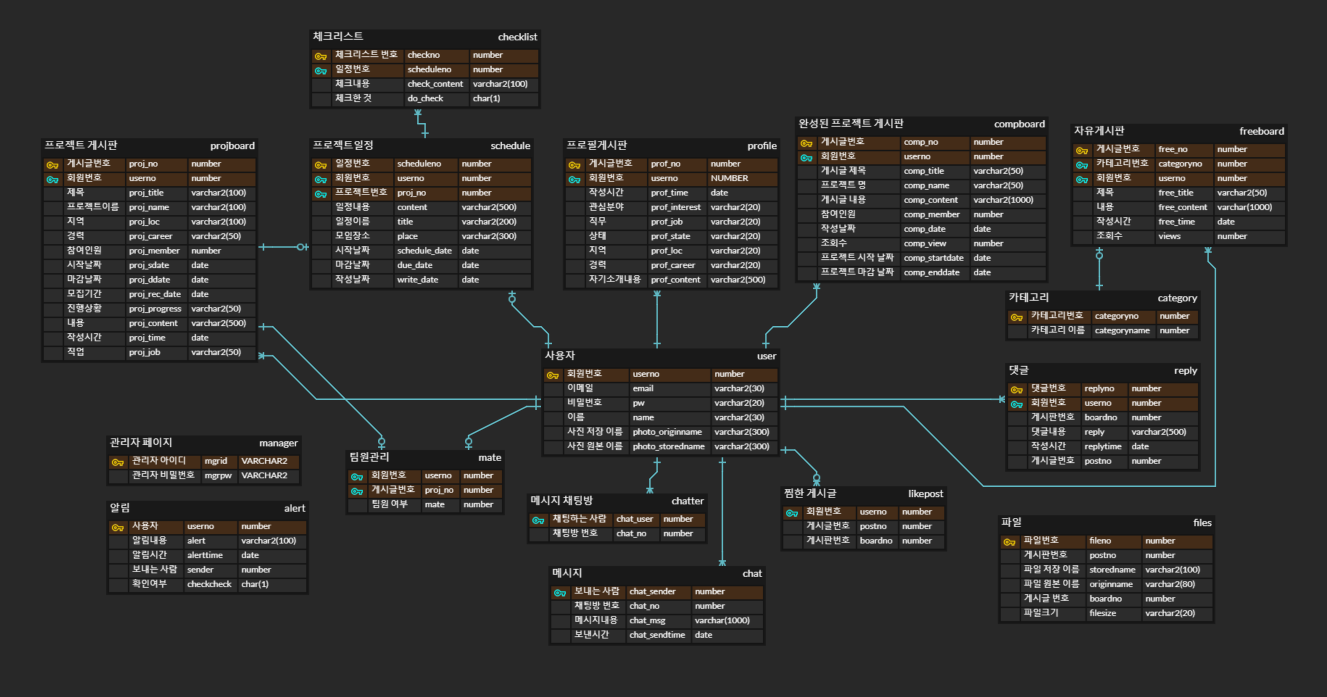 체크리스트 checklist
체크리스트 번호 checkno number
일정번호 scheduleno number
체크내용 check_content varchar2(100)
체크한 것 do_check char(1)
프로젝트 게시판 projboard
게시글번호 proj_no number
회원번호 userno number
제목 proj_title varchar2(100)
프로젝트이름 proj_name varchar2(100)
지역 proj_loc varchar2(100)
경력 proj_career varchar2(50)
참여인원 proj_member number
시작날짜 proj_sdate date
마감날짜 proj_ddate date
모집기간 proj_rec_date date
진행상황 proj_progress varchar2(50)
내용 proj_content varchar2(500)
작성시간 proj_time date
직업 proj_job varchar2(50)
프로젝트일정 schedule
일정번호 scheduleno number
회원번호 userno number
프로젝트번호 proj_no number
일정내용 content varchar2(500)
일정이름 title varchar2(200)
모임장소 place varchar2(300)
시작날짜 schedule_date date
마감날짜 due_date date
작성날짜 write_date date
프로필게시판 profile
게시글번호 prof_no number
회원번호 userno NUMBER
작성시간 prof_time date
관심분야 prof_interest varchar2(20)
직무 prof_job varchar2(20)
상태 prof_state varchar2(20)
지역 prof_loc varchar2(20)
경력 prof_career varchar2(20)
자기소개내용 prof_content varchar2(500)
완성된 프로젝트 게시판 compboard
게시글번호 comp_no number
회원번호 userno number
게시글 제목 comp_title varchar2(50)
프로젝트 명 comp_name varchar2(50)
게시글 내용 comp_content varchar2(1000)
참여인원 comp_member number
작성날짜 comp_date date
조회수 comp_view number
프로젝트 시작 날짜 comp_startdate date
프로젝트 마감 날짜 comp_enddate date
자유게시판 freeboard
게시글번호 free_no number
카테고리번호 categoryno number
회원번호 userno number
제목 free_title varchar2(50)
내용 free_content varchar(1000)
작성시간 free_time date
조회수 views number
카테고리 category
카테고리번호 categoryno number
카테고리 이름 categoryname number
사용자 user
회원번호 userno number
이메일 email varchar2(30)
비밀번호 pw varchar2(20)
이름 name varchar2(30)
사진 저장 이름 photo_originname varchar2(300)
사진 원본 이름 photo_storedname varchar2(300)
댓글 reply
댓글번호 replyno number
회원번호 userno number
게시판번호 boardno number
댓글내용 reply varchar2(500)
작성시간 replytime date
게시글번호 postno number
관리자 페이지 manager
관리자 아이디 mgrid VARCHAR2
관리자 비밀번호 mgrpw VARCHAR2
팀원관리 mate
회원번호 userno number
게시글번호 proj_no number
팀원 여부 mate number
알림 alert
사용자 userno number
알림내용 alert varchar2(100)
알림시간 alerttime date
보내는 사람 sender number
확인여부 checkcheck char(1)
메시지 채팅방 chatter
채팅하는 사람 chat_user number
채팅방 번호 chat_no number
찜한 게시글 likepost
회원번호 userno number
게시글번호 postno number
게시판번호 boardno number
메시지 chat
보내는 사람 chat_sender number
채팅방 번호 chat_no number
메시지내용 chat_msg varchar(1000)
보낸시간 chat_sendtime date
파일 files
파일번호 fileno number
게시판번호 postno number
파일 저장 이름 storedname varchar2(100)
파일 원본 이름 originname varchar2(80)
게시글 번호 boardno number
파일크기 filesize varchar2(20)